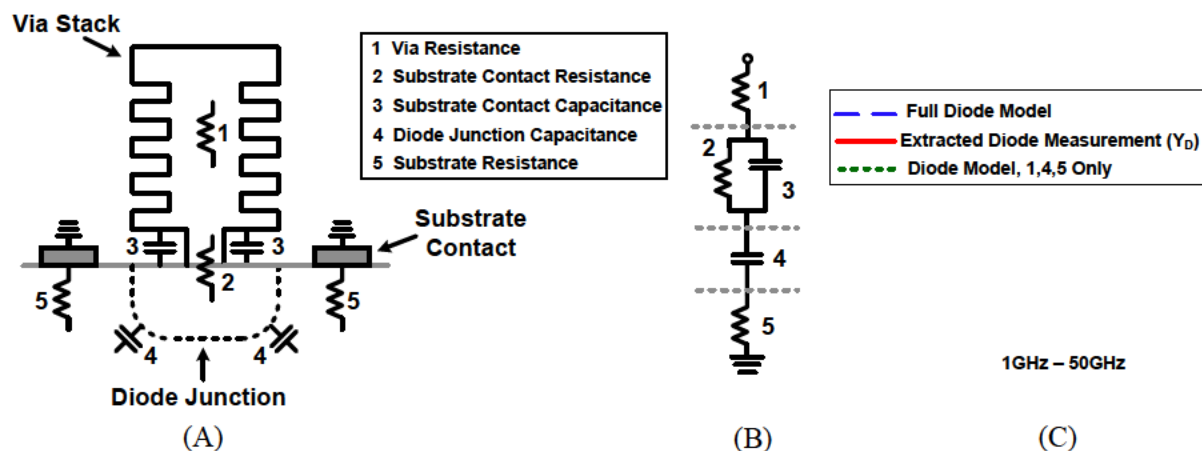 Via Stack
1 Via Resistance
2 Substrate Contact Resistance
3 Substrate Contact Capacitance
4 Diode Junction Capacitance
5 Substrate Resistance
1
3
3
2
Substrate
Contact
5
5
4
4
Diode Junction
(A)
1
2
3
4
5
(B)
Full Diode Model
Extracted Diode Measurement (Y_D)
Diode Model, 1,4,5 Only
1GHz – 50GHz
(C)